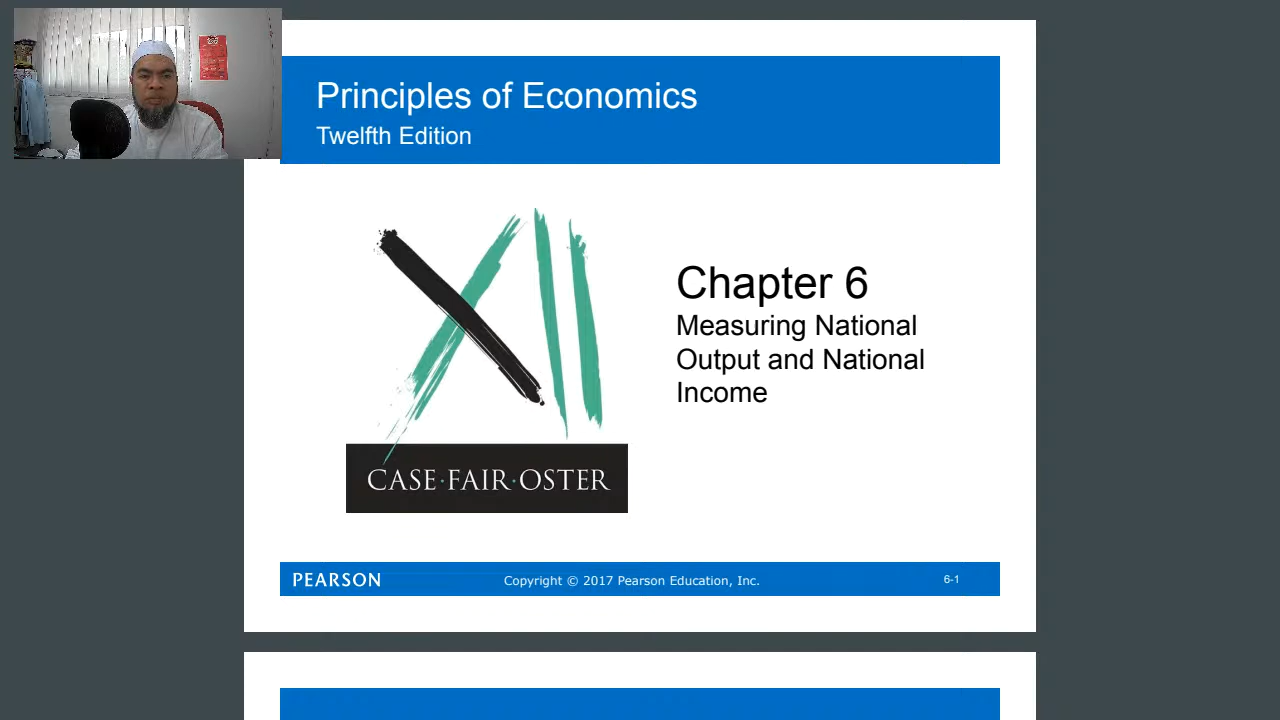 Principles of Economics
Twelfth Edition
Chapter 6
Measuring National
Output and National
Income
CASE·FAIR·OSTER
PEARSON
Copyright © 2017 Pearson Education, Inc.
6-1